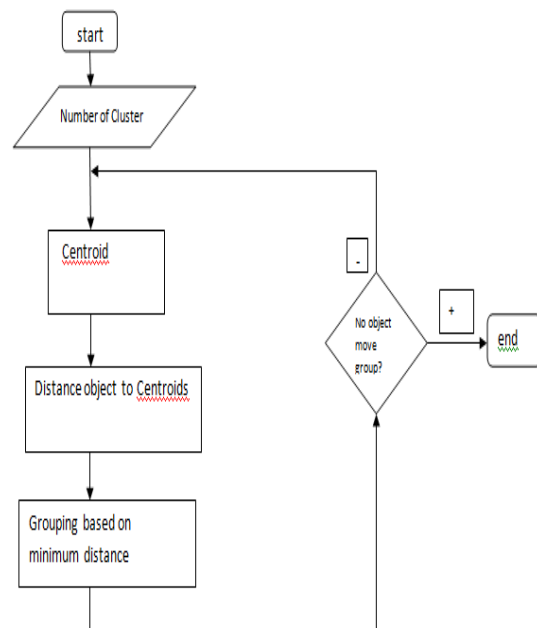 start
Number of Cluster
Centroid
Distance object to Centroids
Grouping based on
minimum distance
-
No object
move
group?
+
end